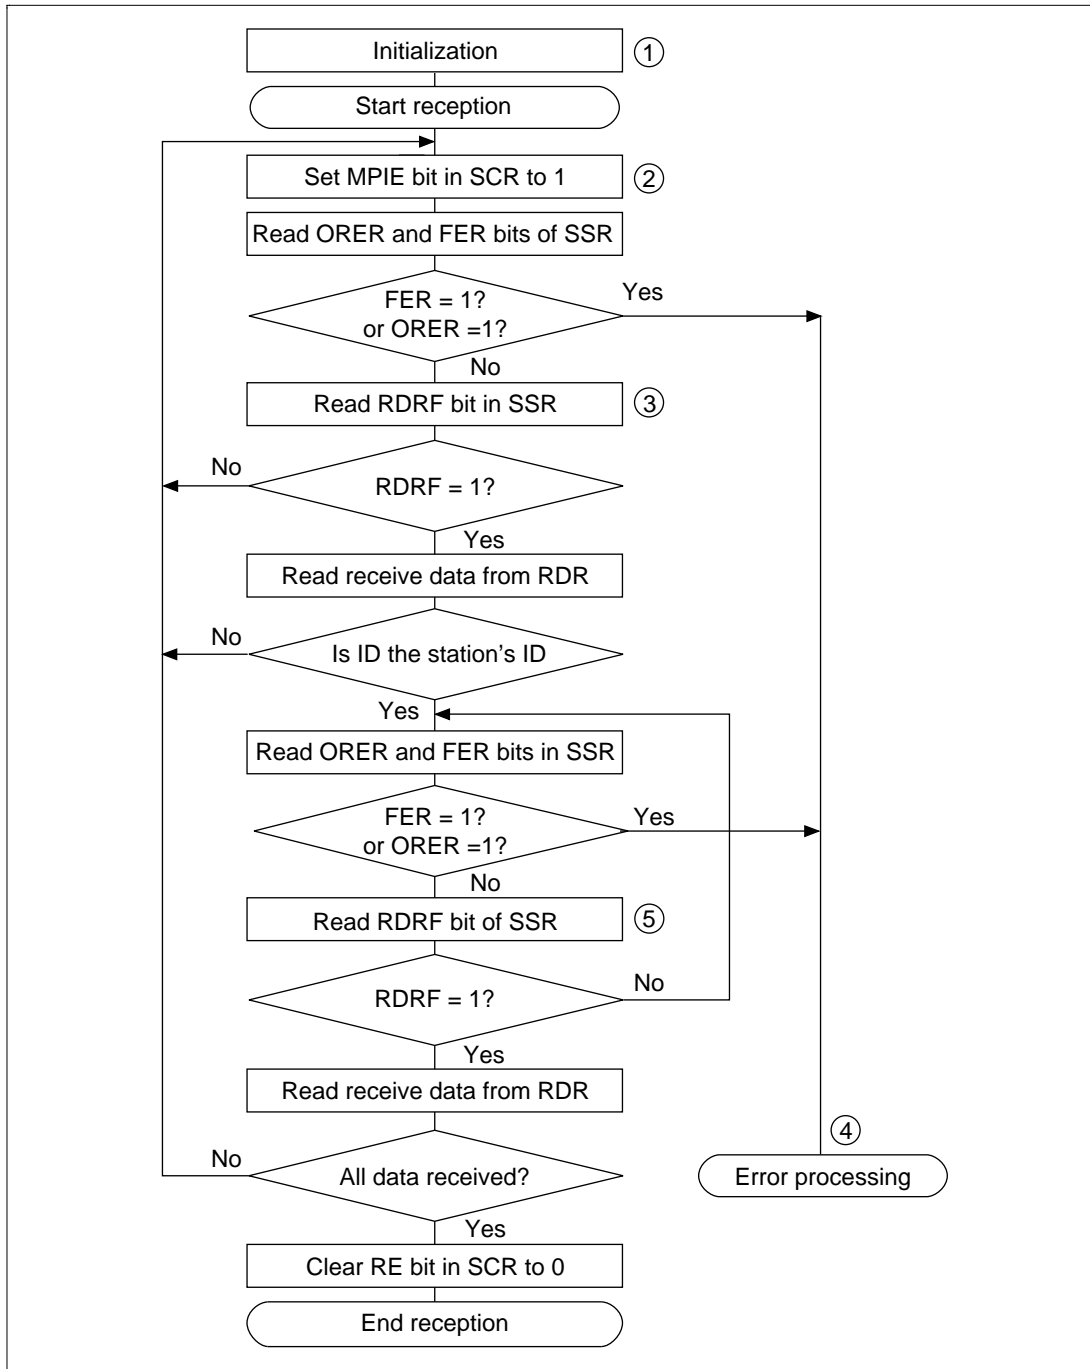 Initialization ①
Start reception
Set MPIE bit in SCR to 1 ②
Read ORER and FER bits of SSR
FER = 1?
or ORER =1?
Yes
No
Read RDRF bit in SSR ③
No
RDRF = 1?
Yes
Read receive data from RDR
No
Is ID the station's ID
Yes
Read ORER and FER bits in SSR
FER = 1?
or ORER =1?
Yes
No
Read RDRF bit of SSR ⑤
RDRF = 1?
No
Yes
Read receive data from RDR
④
No
All data received?
Error processing
Yes
Clear RE bit in SCR to 0
End reception